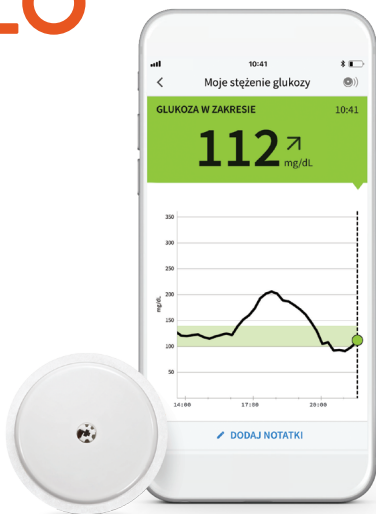 LO
10:41
Moje stężenie glukozy
GLUKOZA W ZAKRESIE 10:41
112
mg/dL
350
300
250
200
mg/dL
150
100
50
14:00 17:00 20:00
DODAJ NOTATKI